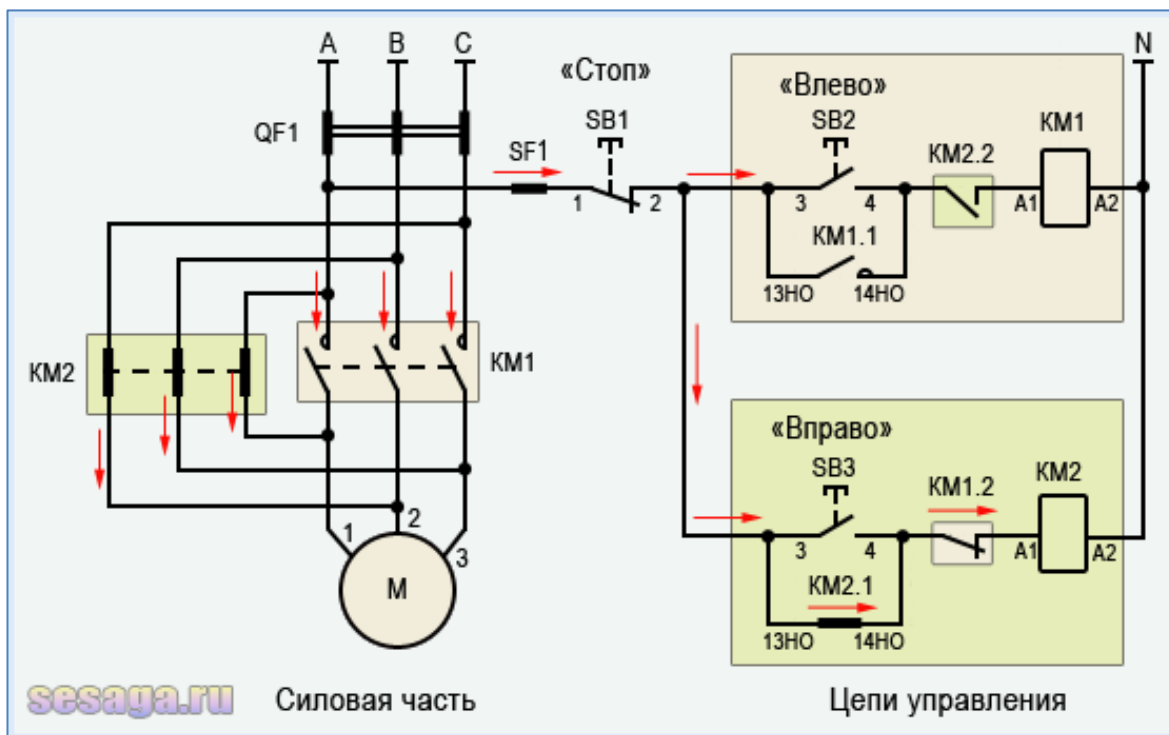 A B C N
«Стоп»
«Влево»
QF1
SB1
SB2
KM1
SF1
KM2.2
1 2
3 4
A1 A2
KM1.1
13НО 14НО
KM2
KM1
«Вправо»
SB3
KM1.2
KM2
1 2 3
3 4
A1 A2
М
KM2.1
13НО 14НО
sesaga.ru
Силовая часть
Цепи управления